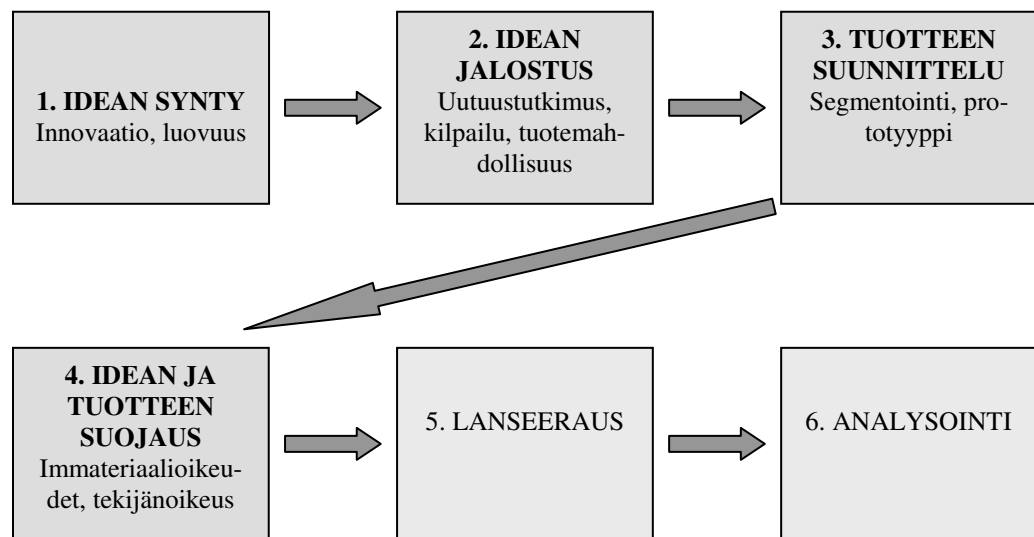 1. IDEAN SYNTY
Innovaatio, luovuus
2. IDEAN
JALOSTUS
Uutuustutkimus,
kilpailu, tuotemah-
dollisuus
3. TUOTTEEN
SUUNNITTELU
Segmentointi, pro-
totyyppi
4. IDEAN JA
TUOTTEEN
SUOJAUS
Immateriaalioikeu-
det, tekijänoikeus
5. LANSEERAUS
6. ANALYSOINTI